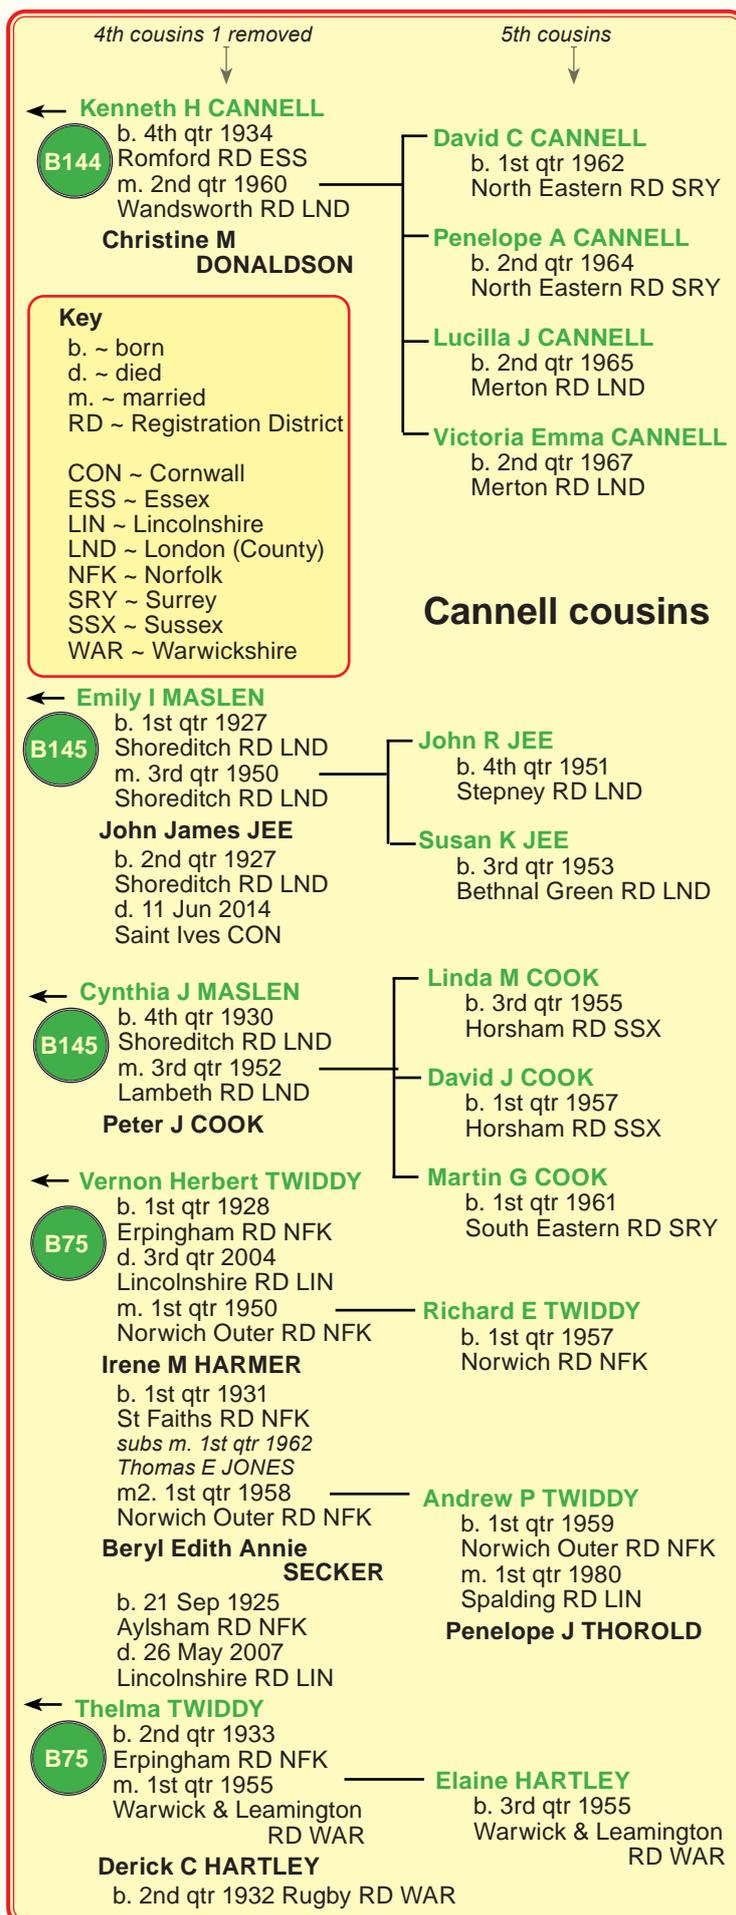 4th cousins 1 removed
5th cousins
Kenneth H CANNELL
B144
b. 4th qtr 1934
Romford RD ESS
m. 2nd qtr 1960
Wandsworth RD LND
Christine M
DONALDSON
David C CANNELL
b. 1st qtr 1962
North Eastern RD SRY
Penelope A CANNELL
b. 2nd qtr 1964
North Eastern RD SRY
Lucilla J CANNELL
b. 2nd qtr 1965
Merton RD LND
Victoria Emma CANNELL
b. 2nd qtr 1967
Merton RD LND
Key
b. ~ born
d. ~ died
m. ~ married
RD ~ Registration District
CON ~ Cornwall
ESS ~ Essex
LIN ~ Lincolnshire
LND ~ London (County)
NFK ~ Norfolk
SRY ~ Surrey
SSX ~ Sussex
WAR ~ Warwickshire
Cannell cousins
Emily I MASLEN
B145
b. 1st qtr 1927
Shoreditch RD LND
m. 3rd qtr 1950
Shoreditch RD LND
John James JEE
b. 2nd qtr 1927
Shoreditch RD LND
d. 11 Jun 2014
Saint Ives CON
John R JEE
b. 4th qtr 1951
Stepney RD LND
Susan K JEE
b. 3rd qtr 1953
Bethnal Green RD LND
Cynthia J MASLEN
B145
b. 4th qtr 1930
Shoreditch RD LND
m. 3rd qtr 1952
Lambeth RD LND
Peter J COOK
Linda M COOK
b. 3rd qtr 1955
Horsham RD SSX
David J COOK
b. 1st qtr 1957
Horsham RD SSX
Martin G COOK
b. 1st qtr 1961
South Eastern RD SRY
Vernon Herbert TWIDDY
B75
b. 1st qtr 1928
Erpingham RD NFK
d. 3rd qtr 2004
Lincolnshire RD LIN
m. 1st qtr 1950
Norwich Outer RD NFK
Irene M HARMER
b. 1st qtr 1931
St Faiths RD NFK
subs m. 1st qtr 1962
Thomas E JONES
m2. 1st qtr 1958
Norwich Outer RD NFK
Beryl Edith Annie
SECKER
b. 21 Sep 1925
Aylsham RD NFK
d. 26 May 2007
Lincolnshire RD LIN
Richard E TWIDDY
b. 1st qtr 1957
Norwich RD NFK
Andrew P TWIDDY
b. 1st qtr 1959
Norwich Outer RD NFK
m. 1st qtr 1980
Spalding RD LIN
Penelope J THOROLD
Thelma TWIDDY
B75
b. 2nd qtr 1933
Erpingham RD NFK
m. 1st qtr 1955
Warwick & Leamington
RD WAR
Derick C HARTLEY
b. 2nd qtr 1932 Rugby RD WAR
Elaine HARTLEY
b. 3rd qtr 1955
Warwick & Leamington
RD WAR